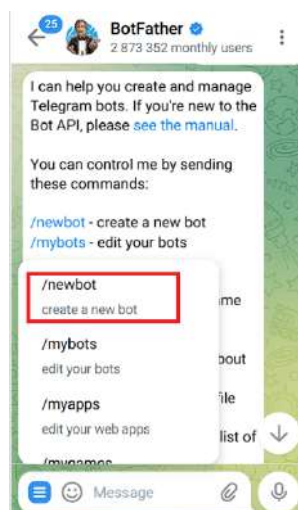 25
BotFather
2 873 352 monthly users
I can help you create and manage
Telegram bots. If you're new to the
Bot API, please see the manual.
You can control me by sending
these commands:
/newbot - create a new bot
/mybots - edit your bots
/newbot
create a new bot
/mybots
edit your bots
/myapps
edit your web apps
/mygames
ame
bout
file
list of
Message